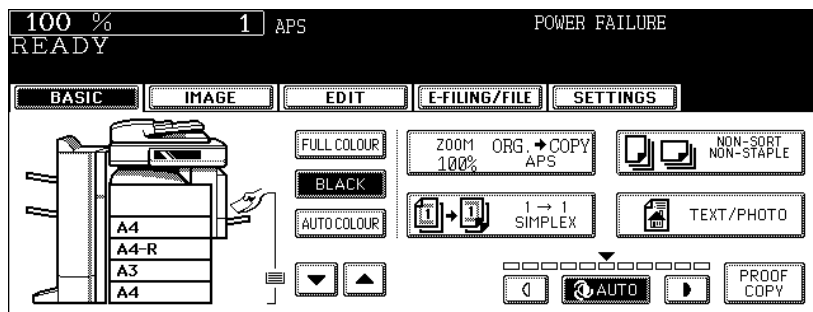 100 % 1 APS POWER FAILURE
READY
BASIC IMAGE EDIT E-FILING/FILE SETTINGS
FULL COLOUR
BLACK
AUTO COLOUR
ZOOM ORG.➔COPY
100% APS
NON-SORT
NON-STAPLE
1 → 1
SIMPLEX
1 1
TEXT/PHOTO
A4
A4-R
A3
A4
AUTO
PROOF
COPY